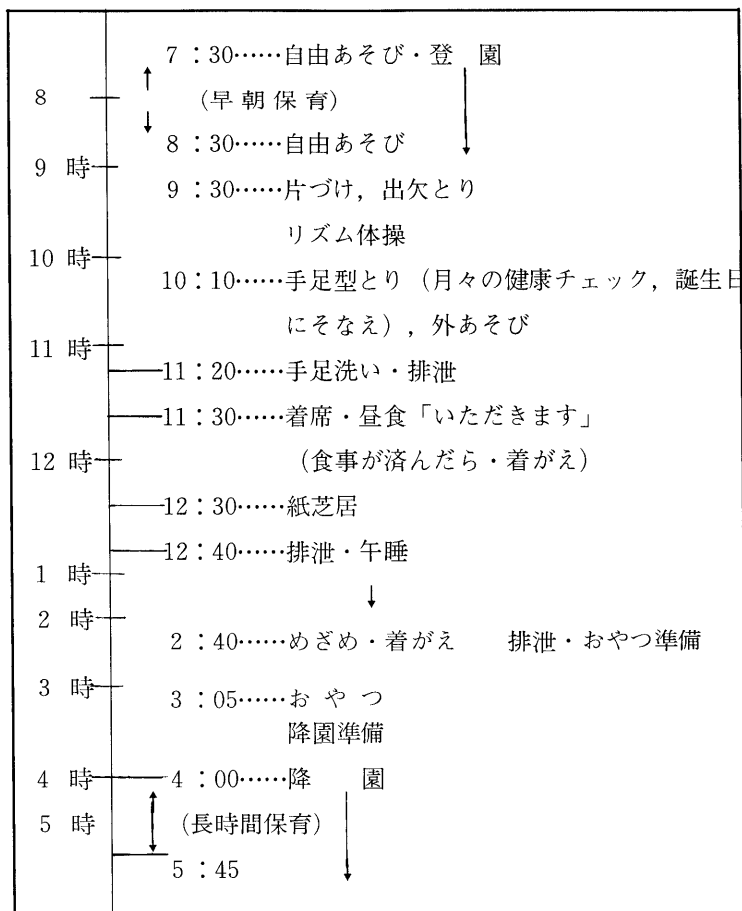 7：30……自由あそび・登　園
8
（早朝保育）
8：30……自由あそび
9 時
9：30……片づけ，出欠とり
リズム体操
10 時
10：10……手足型とり（月々の健康チェック，誕生日
にそなえ），外あそび
11 時
11：20……手足洗い・排泄
11：30……着席・昼食「いただきます」
12 時
（食事が済んだら・着がえ）
12：30……紙芝居
12：40……排泄・午睡
1 時
2 時
2：40……めざめ・着がえ　排泄・おやつ準備
3 時
3：05……おやつ
降園準備
4 時
4：00……降　園
5 時
（長時間保育）
5：45